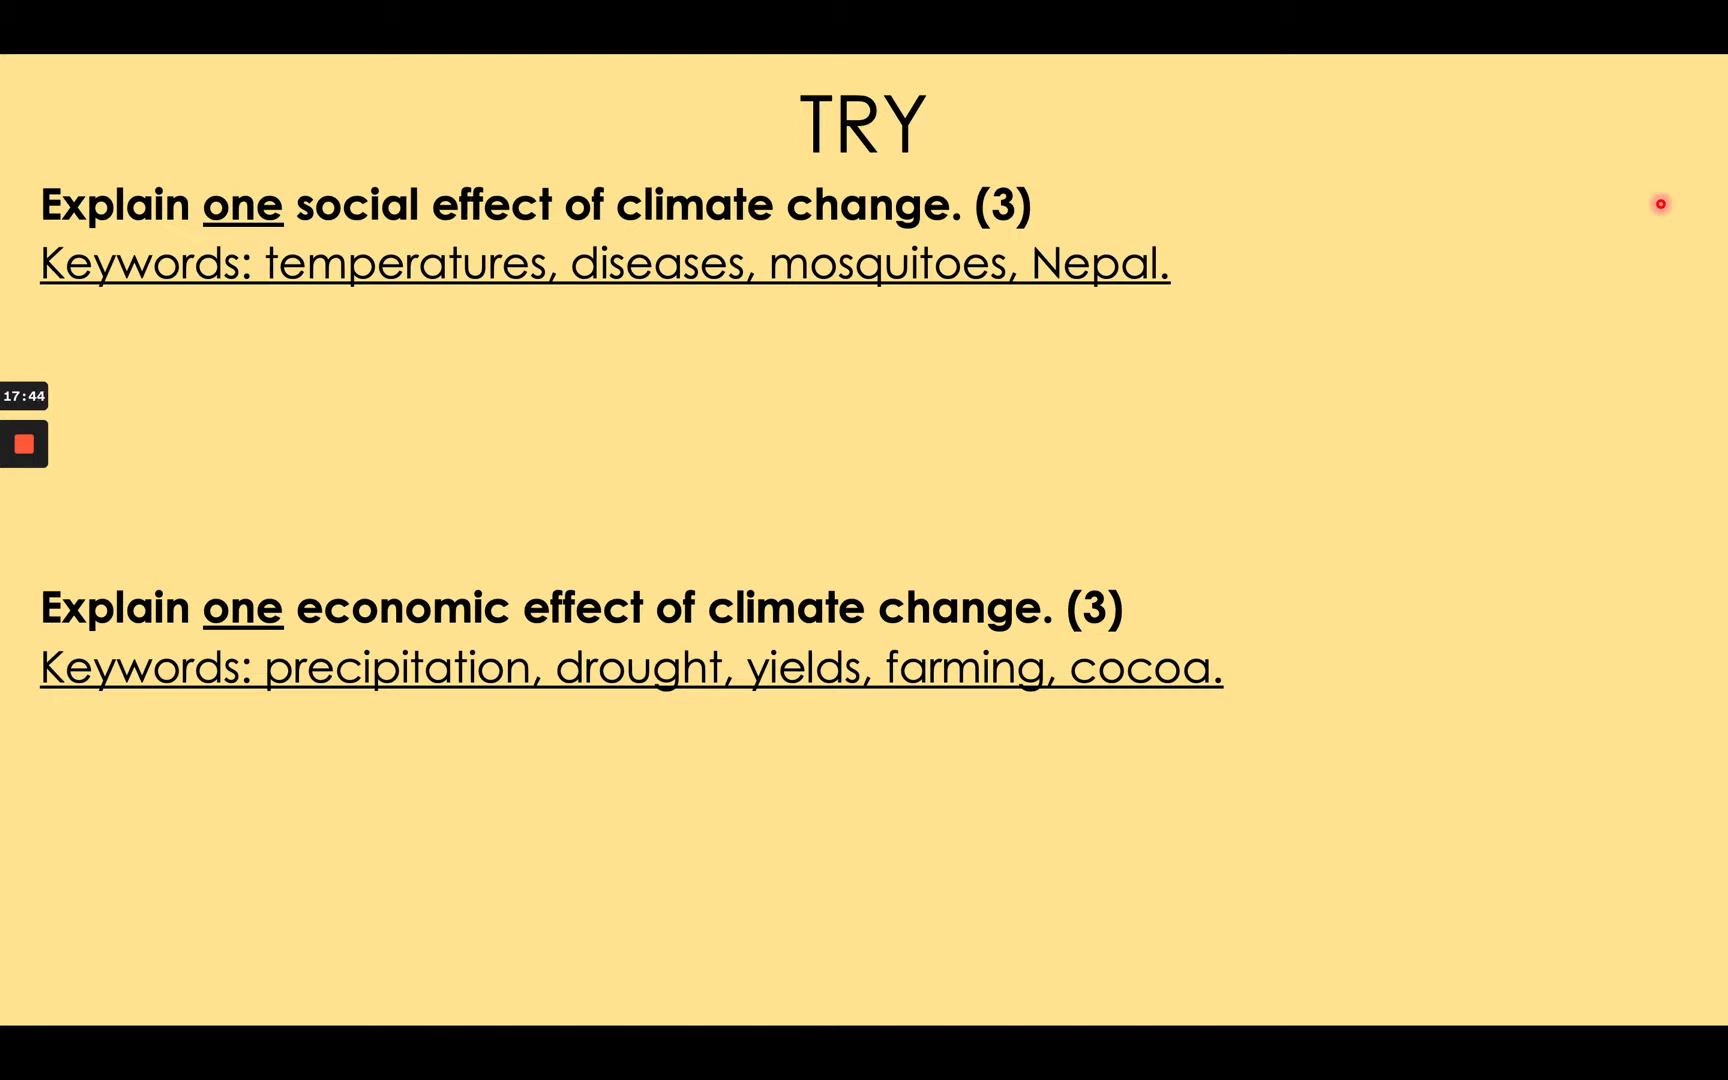 TRY
Explain one social effect of climate change. (3)
Keywords: temperatures, diseases, mosquitoes, Nepal.
17:44
Explain one economic effect of climate change. (3)
Keywords: precipitation, drought, yields, farming, cocoa.